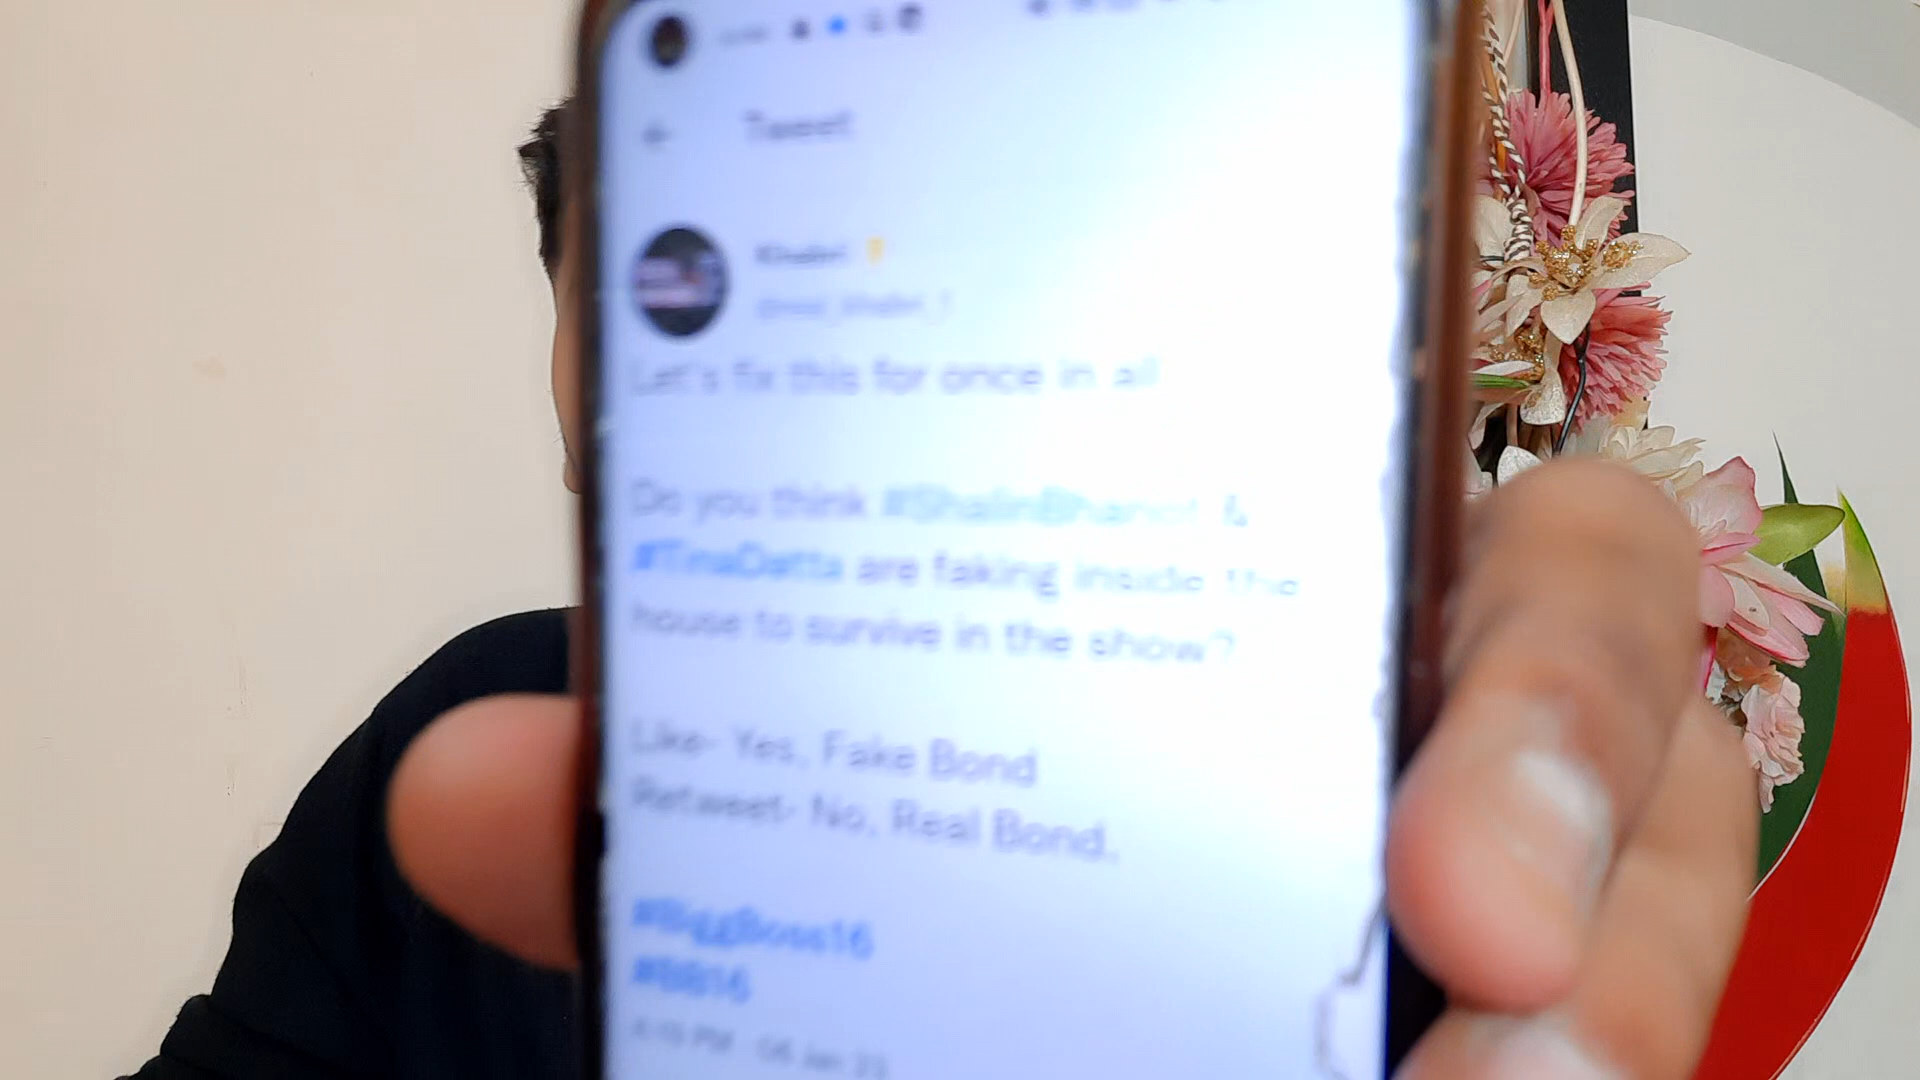 Tweet
Khabri
Let's fix this for once in all
Do you think #ShalinBhanot &
#TinaDatta are faking inside the
house to survive in the show?
Like- Yes, Fake Bond
Retweet- No, Real Bond.
#BiggBoss16
#BB16